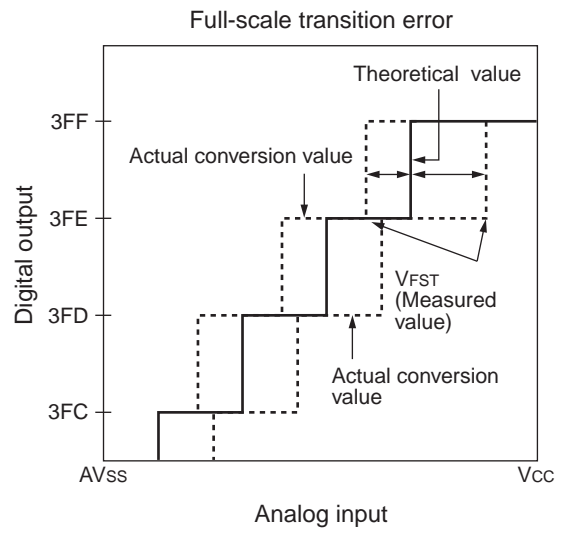 Full-scale transition error
Theoretical value
3FF
Actual conversion value
3FE
Digital output
VFST
(Measured
value)
3FD
Actual conversion
value
3FC
AVss
Vcc
Analog input